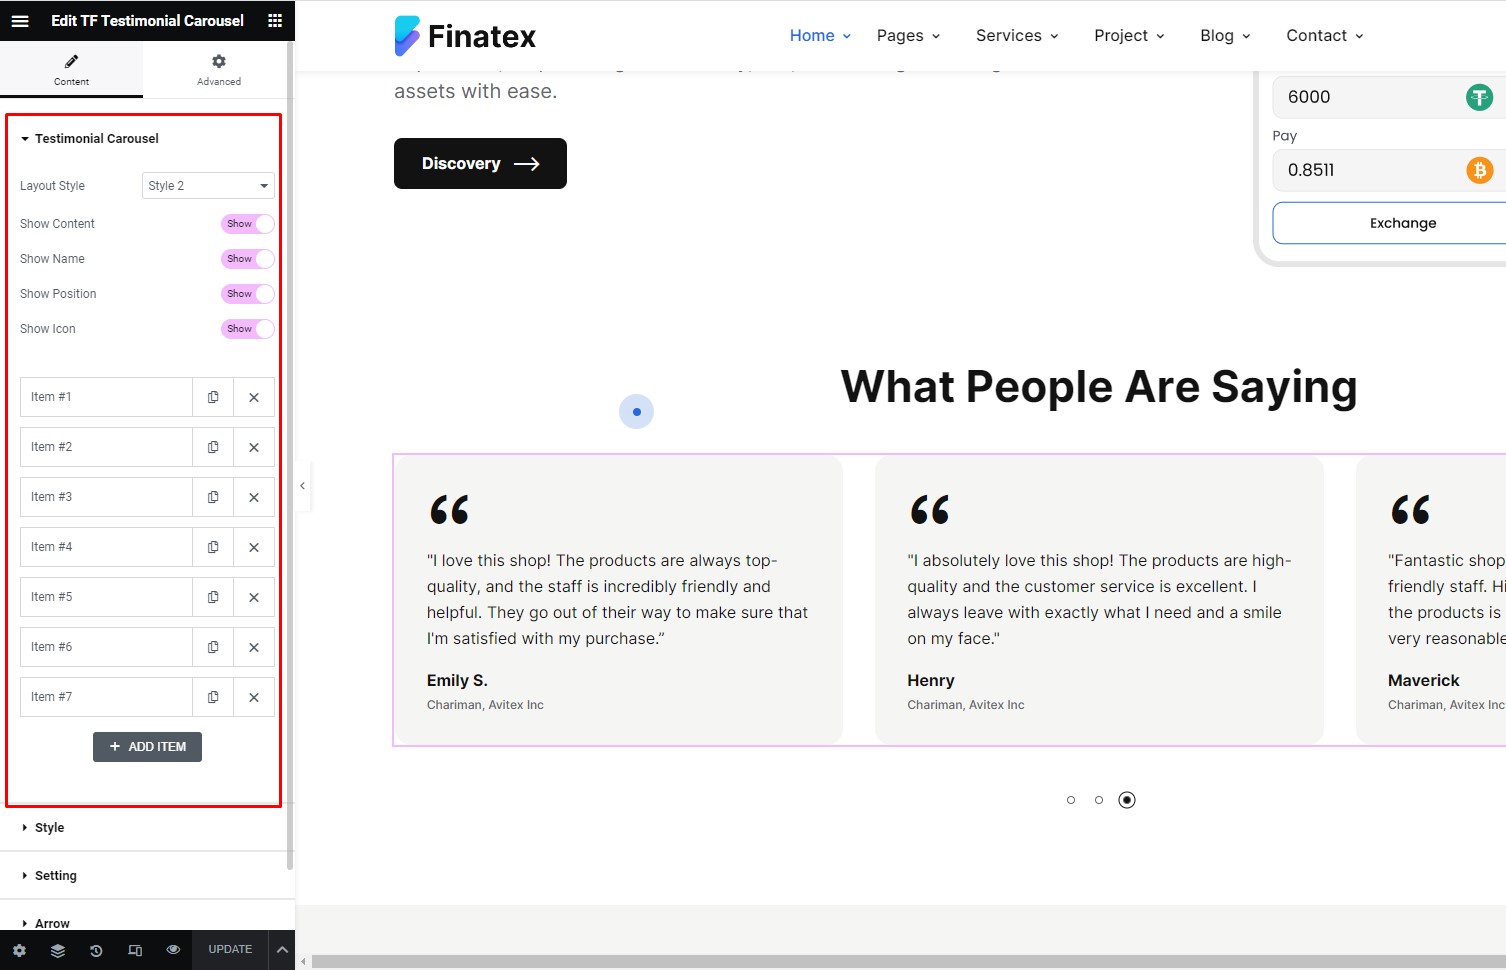 Edit TF Testimonial Carousel
Content
Advanced
Testimonial Carousel
Layout Style
Style 2
Show Content
Show
Show Name
Show
Show Position
Show
Show Icon
Show
Item #1
Item #2
Item #3
Item #4
Item #5
Item #6
Item #7
+ ADD ITEM
Style
Setting
Arrow
UPDATE
Finatex
Home
Pages
Services
Project
Blog
Contact
assets with ease.
Discovery
6000
Pay
0.8511
Exchange
What People Are Saying
"I love this shop! The products are always top-
quality, and the staff is incredibly friendly and
helpful. They go out of their way to make sure that
I'm satisfied with my purchase.”
Emily S.
Chariman, Avitex Inc
"I absolutely love this shop! The products are high-
quality and the customer service is excellent. I
always leave with exactly what I need and a smile
on my face."
Henry
Chariman, Avitex Inc
"Fantastic shop
friendly staff. Hi
the products is
very reasonable
Maverick
Chariman, Avitex Inc